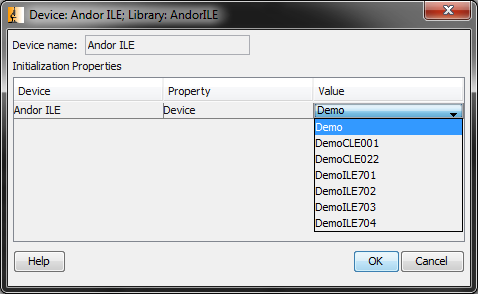 Device: Andor ILE; Library: AndorILE
Device name: Andor ILE
Initialization Properties
Device Property Value
Andor ILE Device Demo
Demo
DemoCLE001
DemoCLE022
DemoILE701
DemoILE702
DemoILE703
DemoILE704
Help OK Cancel